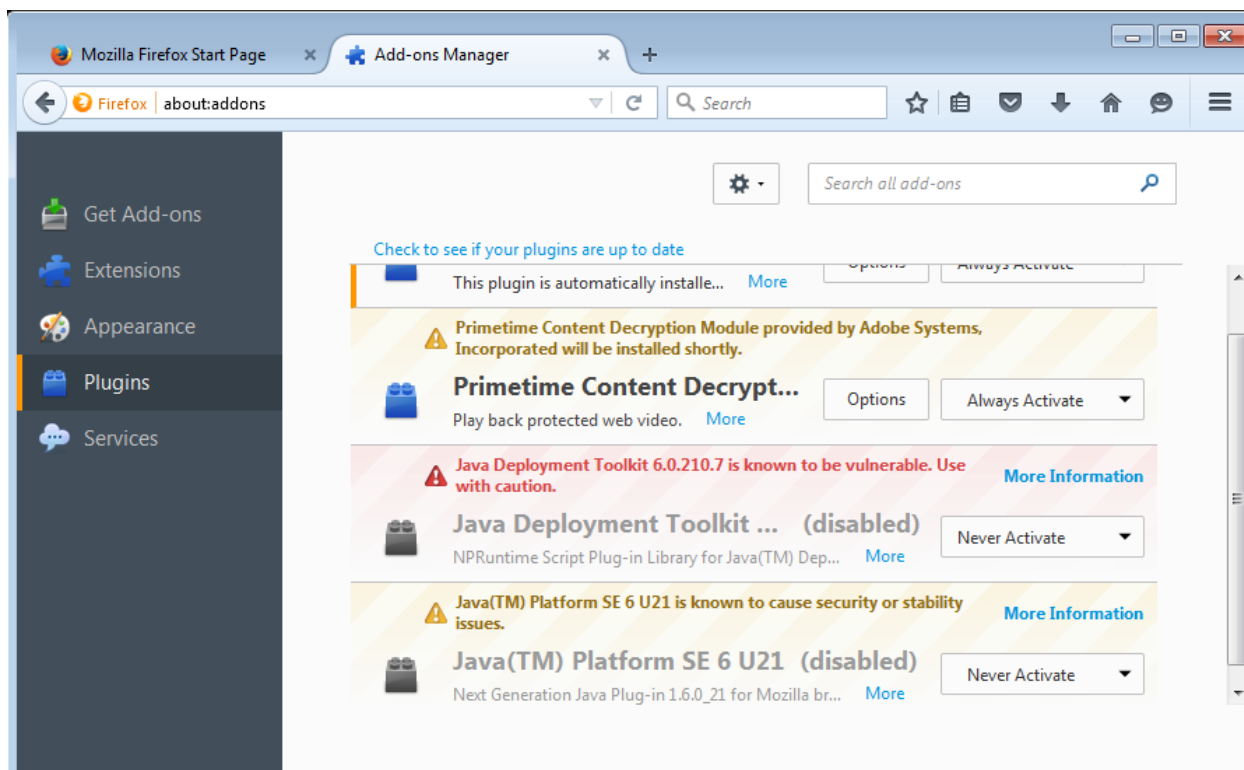 Mozilla Firefox Start Page
Add-ons Manager
Firefox about:addons
Search
Get Add-ons
Extensions
Appearance
Plugins
Services
Search all add-ons
Check to see if your plugins are up to date
This plugin is automatically installe... More
Options
Always Activate
Primetime Content Decryption Module provided by Adobe Systems,
Incorporated will be installed shortly.
Primetime Content Decrypt...
Play back protected web video. More
Options
Always Activate
Java Deployment Toolkit 6.0.210.7 is known to be vulnerable. Use
with caution.
More Information
Java Deployment Toolkit ... (disabled)
NPRuntime Script Plug-in Library for Java(TM) Dep... More
Never Activate
Java(TM) Platform SE 6 U21 is known to cause security or stability
issues.
More Information
Java(TM) Platform SE 6 U21 (disabled)
Next Generation Java Plug-in 1.6.0_21 for Mozilla br... More
Never Activate